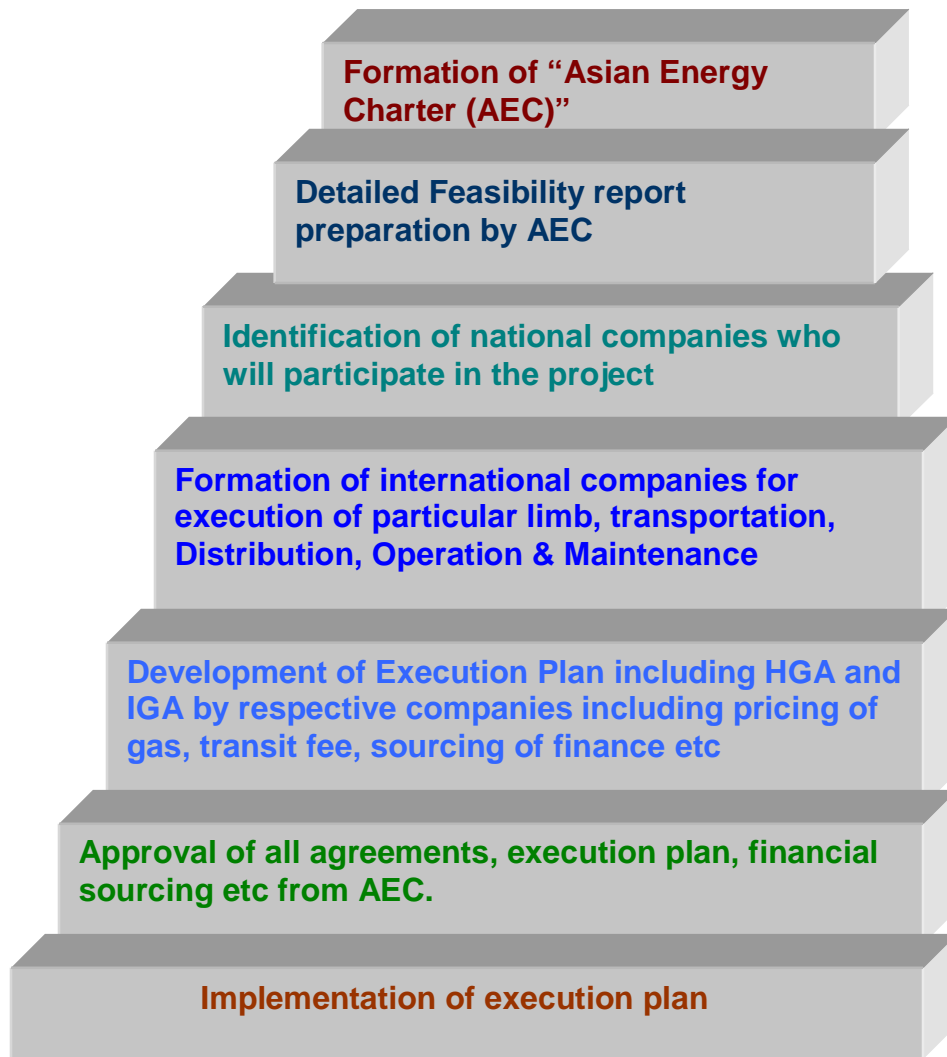 Formation of “Asian Energy
Charter (AEC)”
Detailed Feasibility report
preparation by AEC
Identification of national companies who
will participate in the project
Formation of international companies for
execution of particular limb, transportation,
Distribution, Operation & Maintenance
Development of Execution Plan including HGA and
IGA by respective companies including pricing of
gas, transit fee, sourcing of finance etc
Approval of all agreements, execution plan, financial
sourcing etc from AEC.
Implementation of execution plan